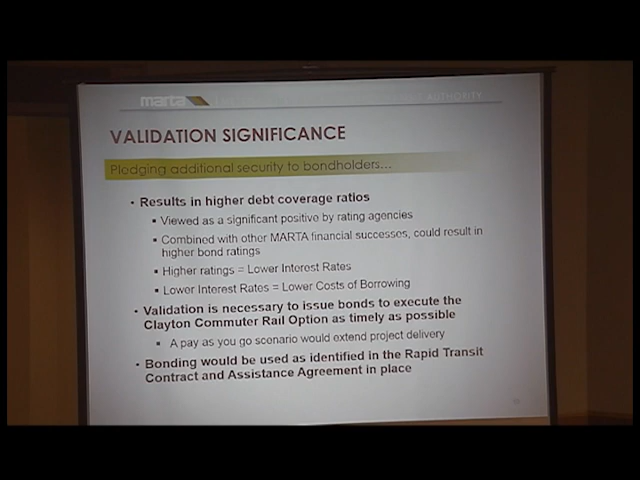 marta
AUTHORITY
VALIDATION SIGNIFICANCE
Pledging additional security to bondholders...
• Results in higher debt coverage ratios
▪ Viewed as a significant positive by rating agencies
▪ Combined with other MARTA financial successes, could result in
higher bond ratings
▪ Higher ratings = Lower Interest Rates
▪ Lower Interest Rates = Lower Costs of Borrowing
• Validation is necessary to issue bonds to execute the
Clayton Commuter Rail Option as timely as possible
▪ A pay as you go scenario would extend project delivery
• Bonding would be used as identified in the Rapid Transit
Contract and Assistance Agreement in place